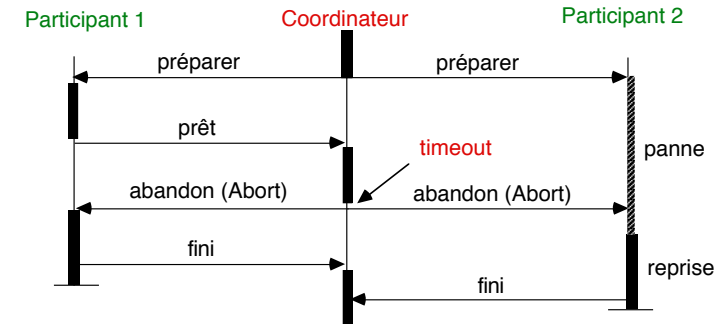 Participant 1
Coordinateur
Participant 2
préparer
préparer
prêt
timeout
panne
abandon (Abort)
abandon (Abort)
fini
reprise
fini